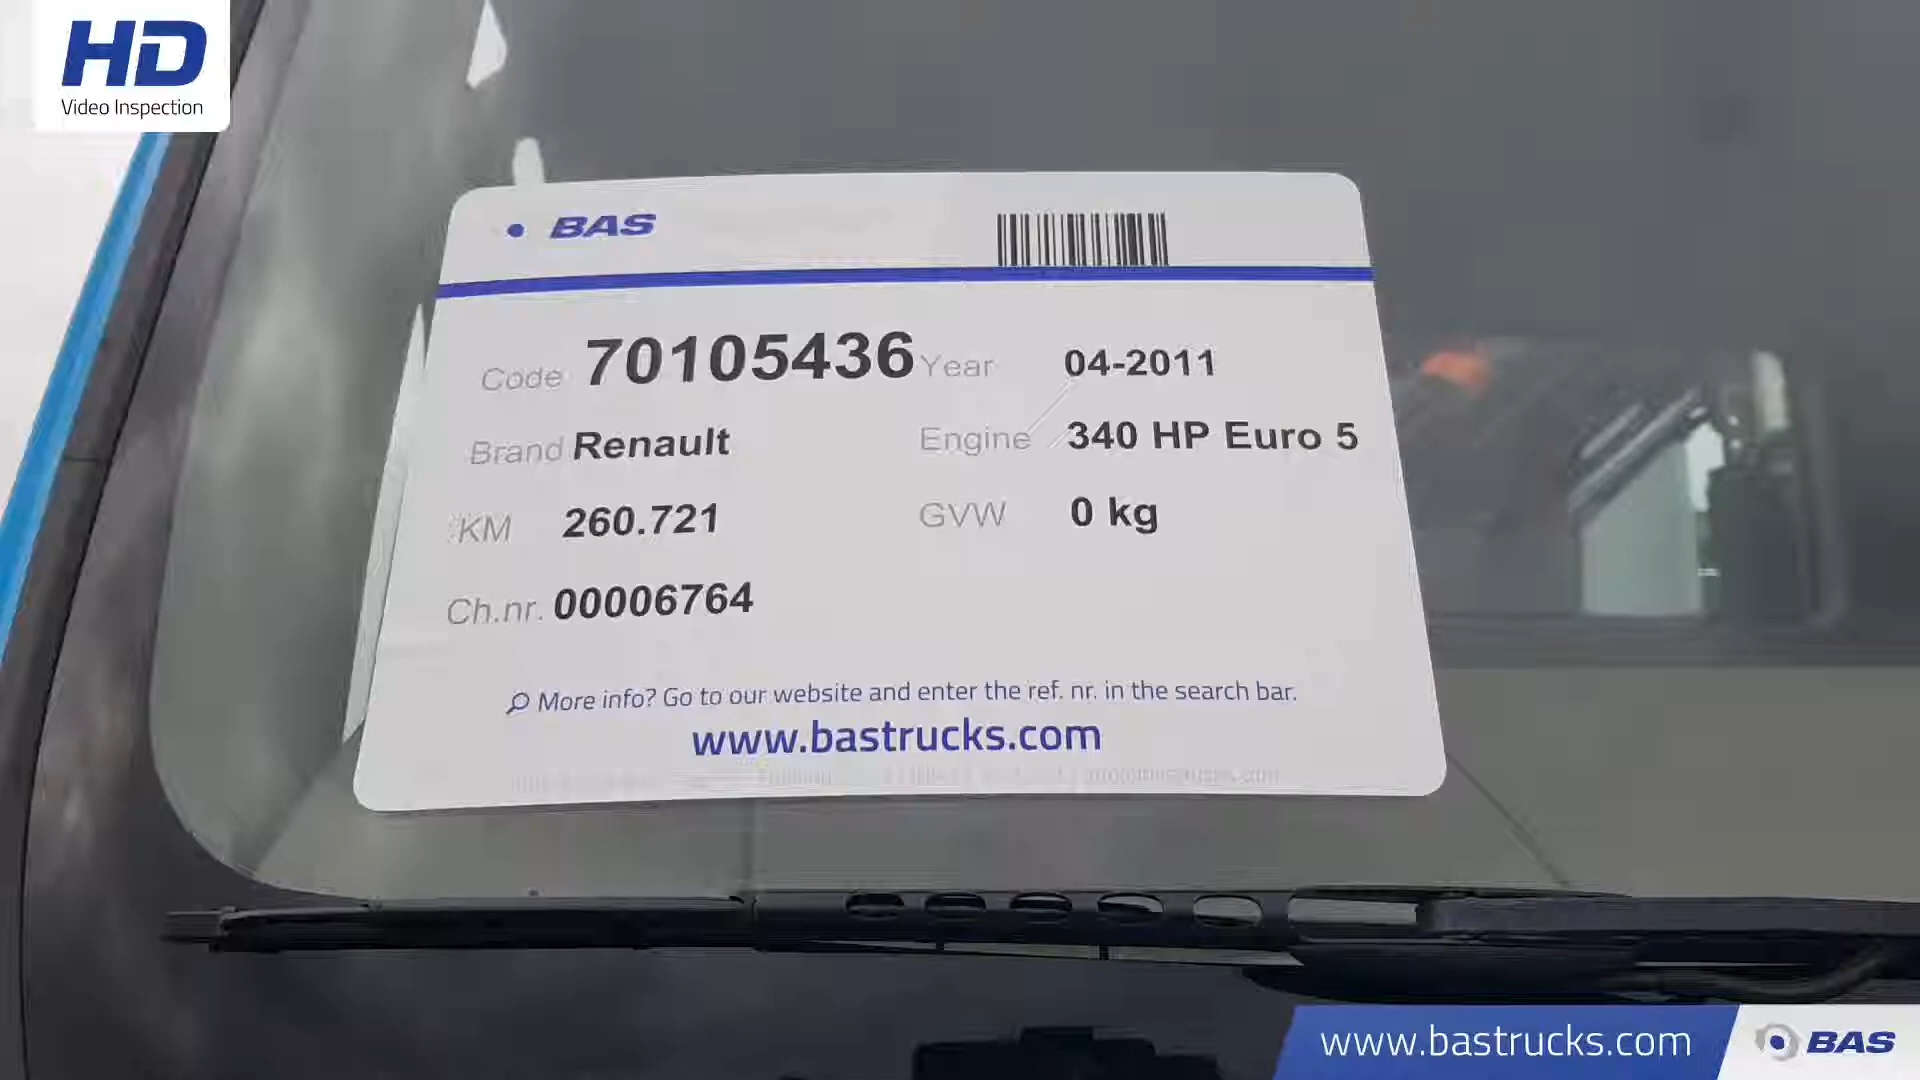 HD
Video Inspection
BAS
Code 70105436 Year 04-2011
Brand Renault Engine 340 HP Euro 5
KM 260.721 GVW 0 kg
Ch.nr. 00006764
More info? Go to our website and enter the ref. nr. in the search bar.
www.bastrucks.com
www.bastrucks.com BAS